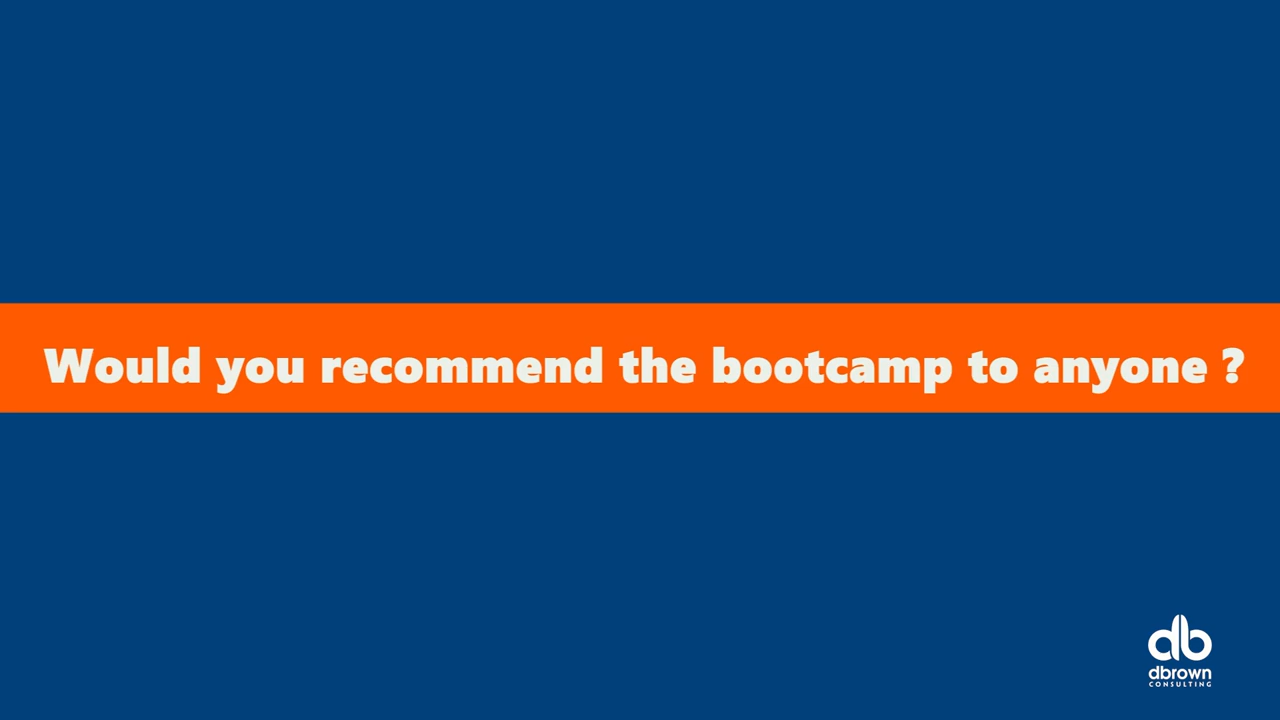 Would you recommend the bootcamp to anyone ?
db
dbrown
CONSULTING